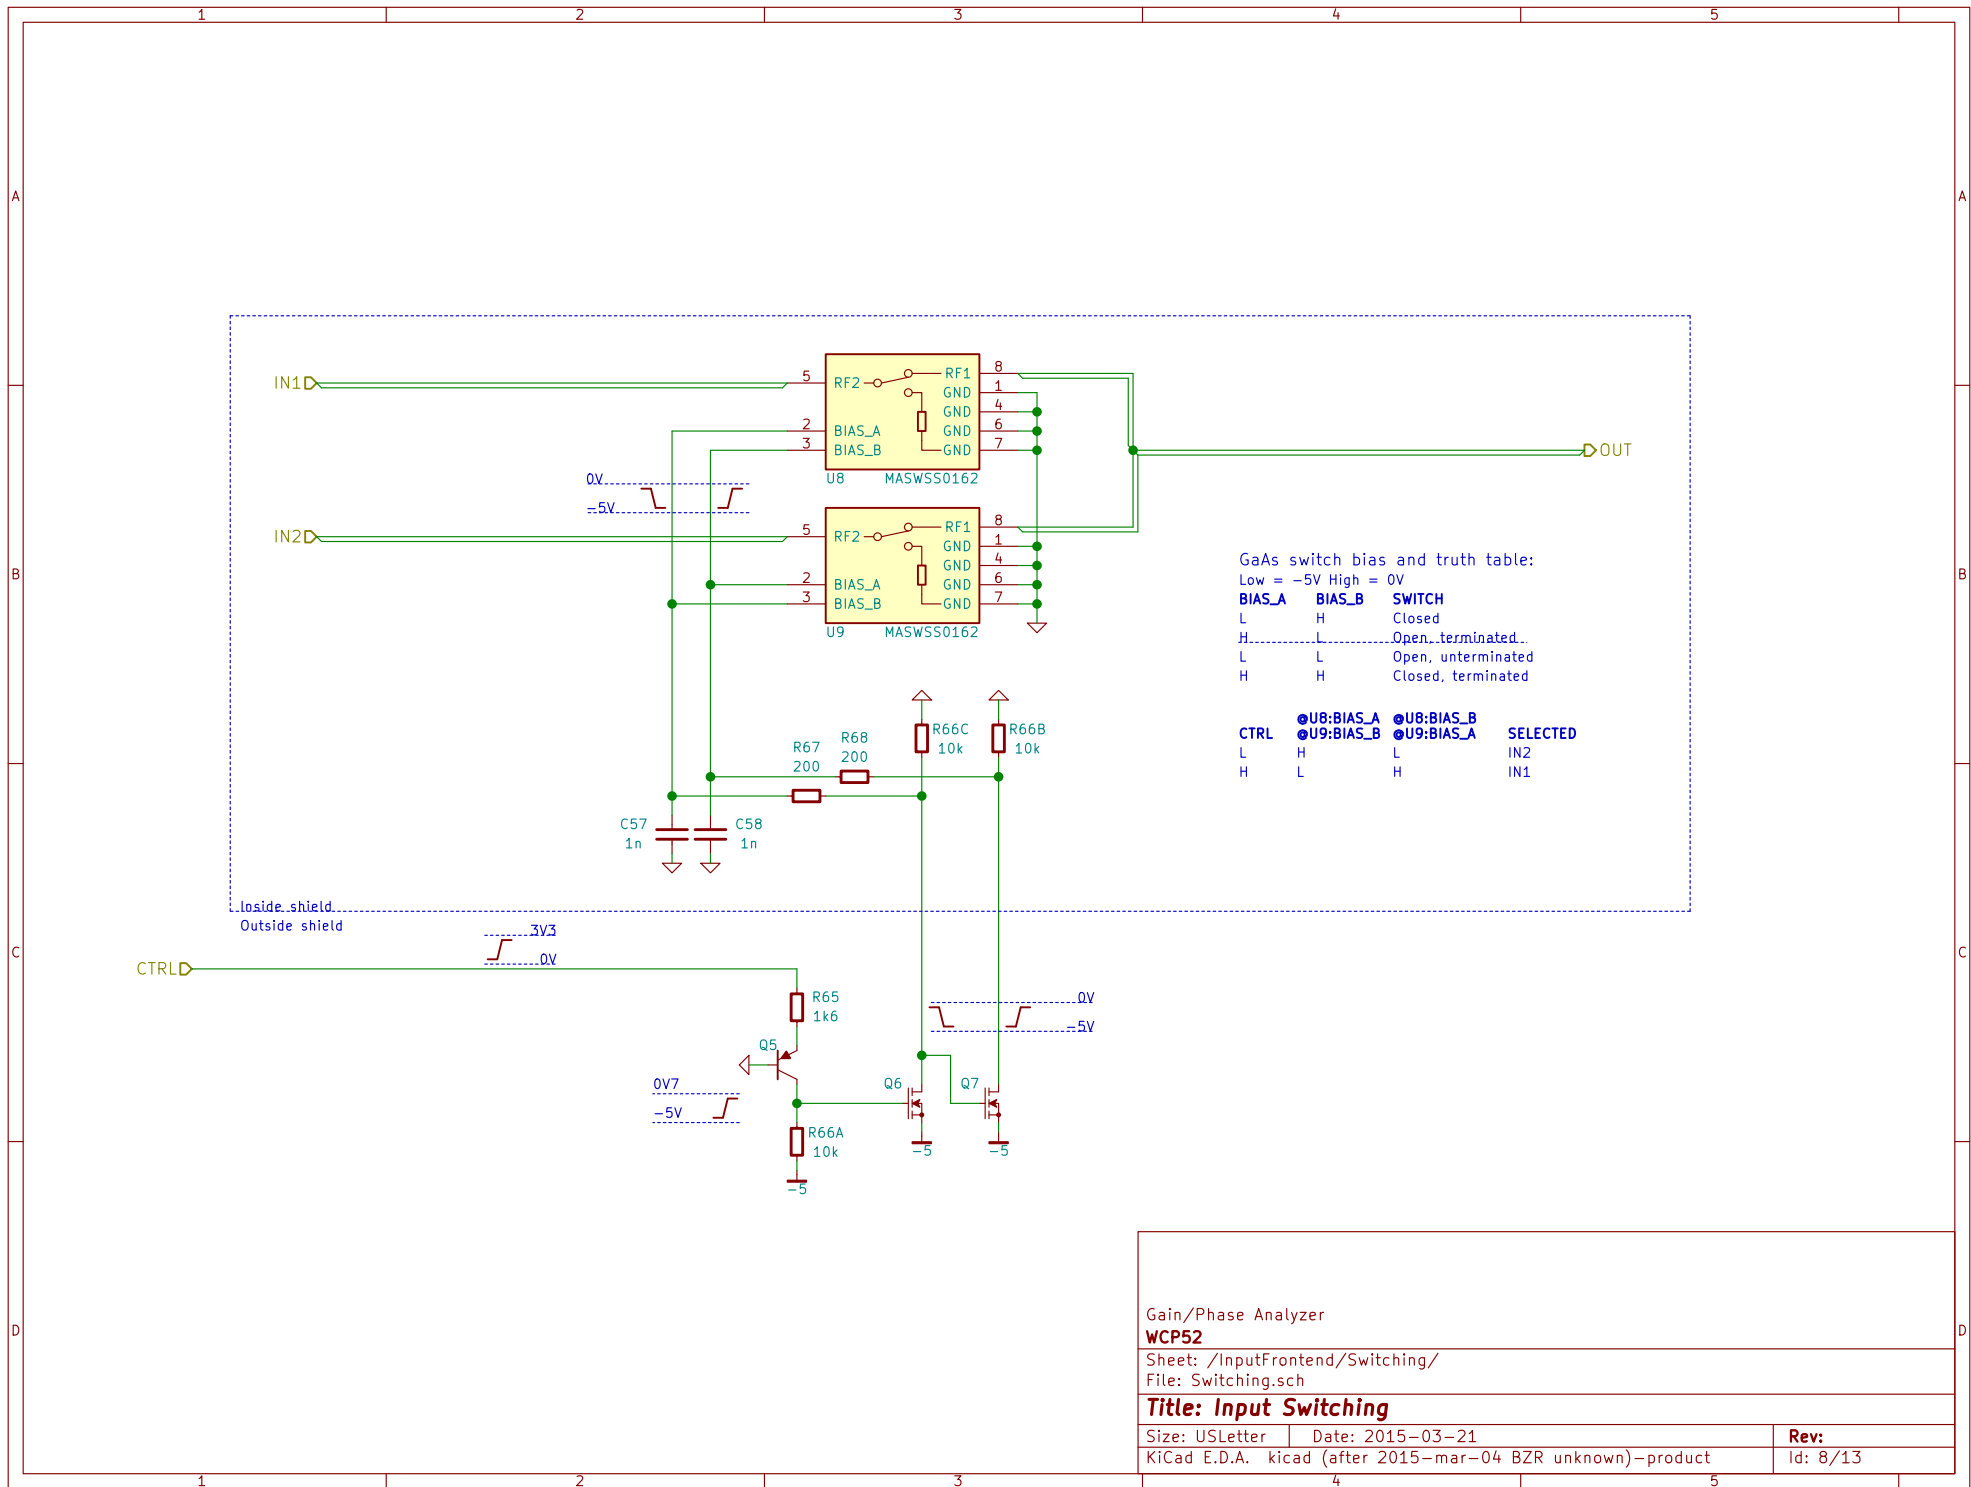 1 2 3 4 5
A A
IN1
5 RF2
RF1 8
GND 1
GND 4
2 BIAS_A
GND 6
3 BIAS_B
GND 7
U8 MASWSS0162
OUT
0V
-5V
IN2
5 RF2
RF1 8
GND 1
GND 4
2 BIAS_A
GND 6
3 BIAS_B
GND 7
U9 MASWSS0162
B B
GaAs switch bias and truth table:
Low = -5V High = 0V
BIAS_A BIAS_B SWITCH
L H Closed
H L Open, terminated
L L Open, unterminated
H H Closed, terminated
@U8:BIAS_A @U8:BIAS_B
CTRL @U9:BIAS_B @U9:BIAS_A SELECTED
L H L IN2
H L H IN1
R66C
10k
R66B
10k
R67
200
R68
200
C57
1n
C58
1n
Inside shield
Outside shield
3V3
0V
C C
CTRL
R65
1k6
0V
-5V
Q5
0V7
-5V
Q6
Q7
R66A
10k
-5
-5
-5
D D
Gain/Phase Analyzer
WCP52
Sheet: /InputFrontend/Switching/
File: Switching.sch
Title: Input Switching
Size: USLetter Date: 2015-03-21 Rev:
KiCad E.D.A. kicad (after 2015-mar-04 BZR unknown)-product Id: 8/13
1 2 3 4 5